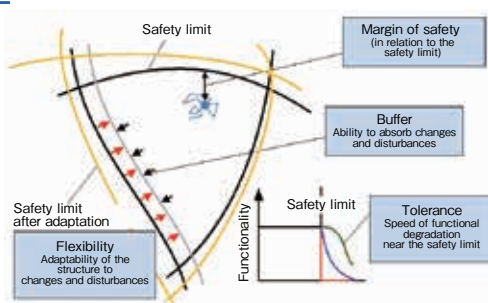 Safety limit
Margin of safety
(in relation to the
safety limit)
Buffer
Ability to absorb changes
and disturbances
Safety limit
after adaptation
Flexibility
Adaptability of the
structure to
changes and disturbances
Functionality
Safety limit
Tolerance
Speed of functional
degradation
near the safety limit